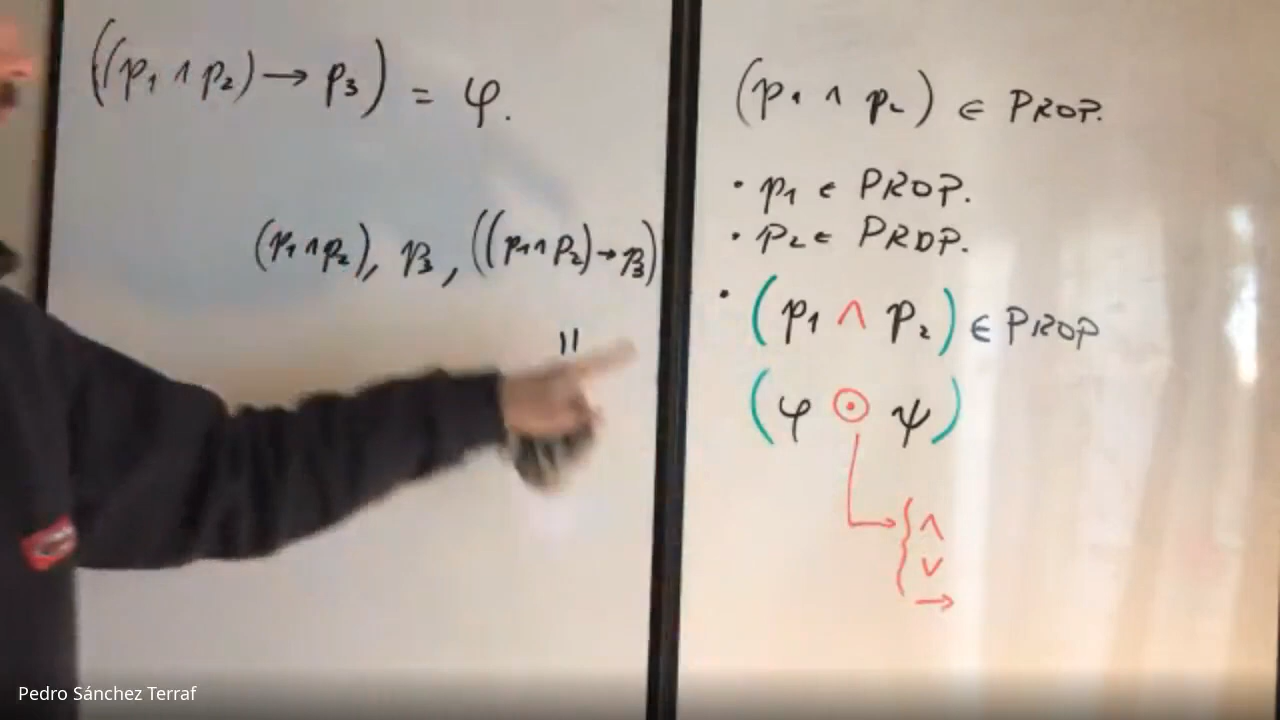 ((p₁ ∧ p₂) → p₃) = φ.
(p₁ ∧ p₂), p₃, ((p₁ ∧ p₂) → p₃)
"
(p₁ ∧ p₂) ∈ PROP.
• p₁ ∈ PROP.
• p₂ ∈ PROP.
• (p₁ ∧ p₂) ∈ PROP
(φ ⊙ ψ)
{ ∧
∨
→
Pedro Sánchez Terraf